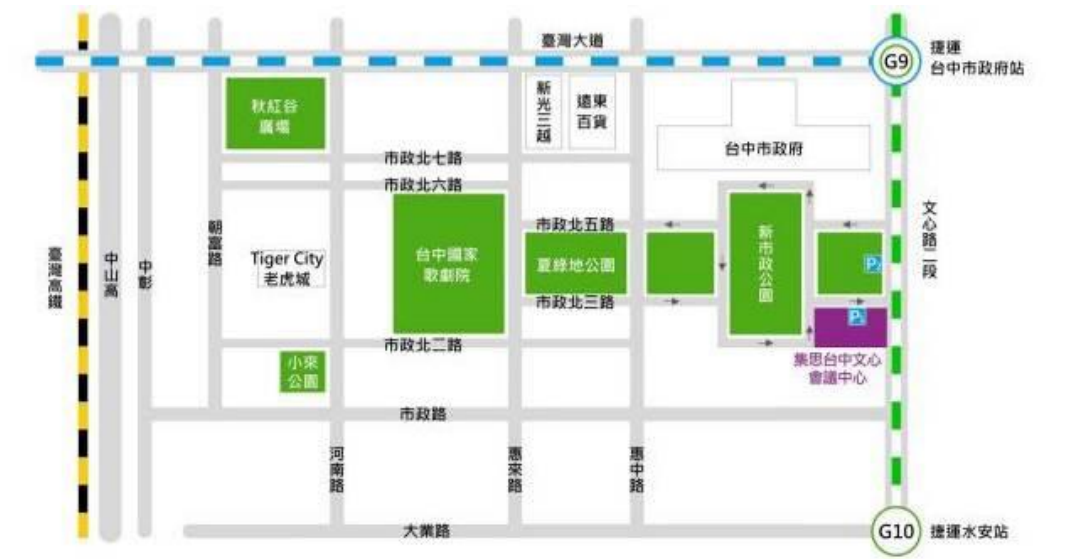 臺灣大道
G9
捷運
台中市政府站
秋紅谷
廣場
新光三越
遠東
百貨
台中市政府
市政北七路
市政北六路
朝富路
Tiger City
老虎城
台中國家
歌劇院
市政北五路
夏綠地公園
市政北三路
新市政公園
P2
P1
文心路二段
臺灣高鐵
中山高
中彰
市政北二路
小來
公園
集思台中文心
會議中心
市政路
河南路
惠來路
惠中路
大業路
G10
捷運水安站